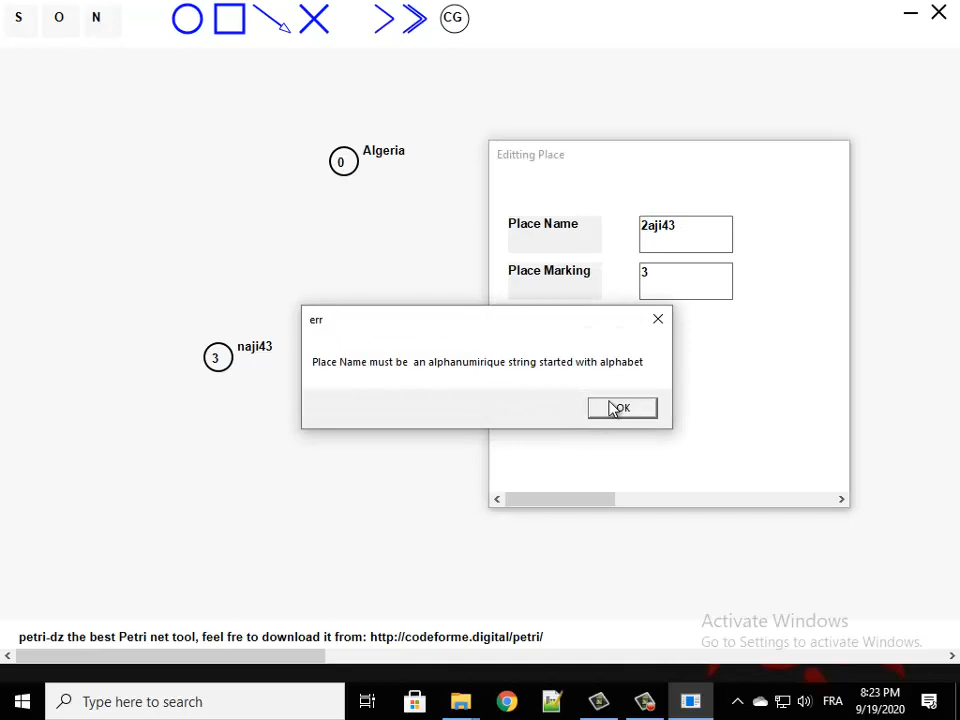 S O N CG
Algeria
0
Editting Place
Place Name 2aji43
Place Marking 3
err
naji43
3
Place Name must be  an alphanumirique string started with alphabet
OK
Activate Windows
Go to Settings to activate Windows.
petri-dz the best Petri net tool, feel fre to download it from: http://codeforme.digital/petri/
Type here to search
FRA
8:23 PM
9/19/2020